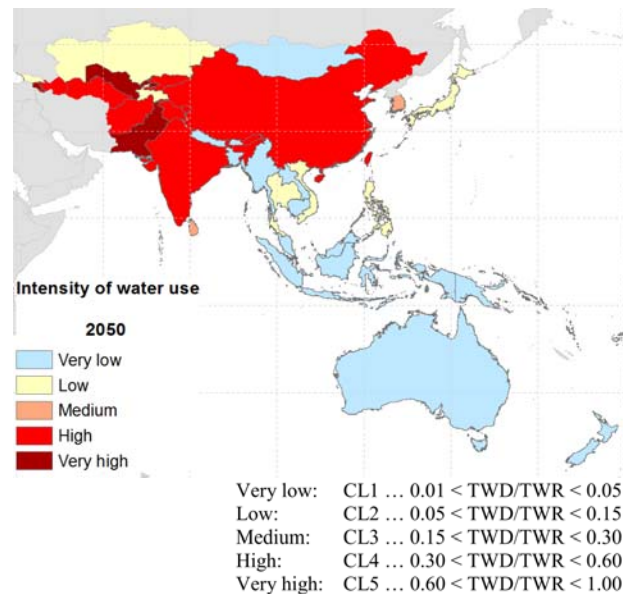 Intensity of water use
2050
Very low
Low
Medium
High
Very high
Very low: CL1 … 0.01 < TWD/TWR < 0.05
Low: CL2 … 0.05 < TWD/TWR < 0.15
Medium: CL3 … 0.15 < TWD/TWR < 0.30
High: CL4 … 0.30 < TWD/TWR < 0.60
Very high: CL5 … 0.60 < TWD/TWR < 1.00